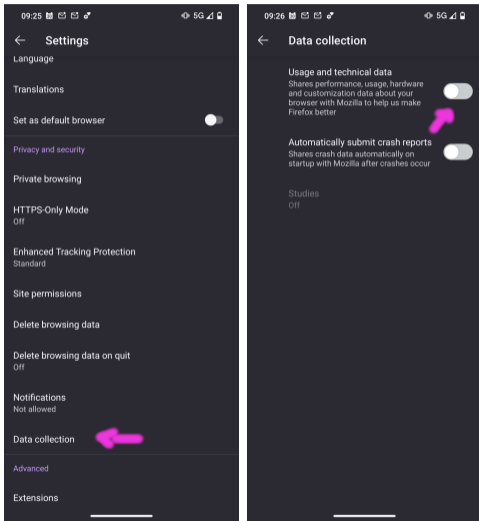 09:25
5G
Settings
Language
Translations
Set as default browser
Privacy and security
Private browsing
HTTPS-Only Mode
Off
Enhanced Tracking Protection
Standard
Site permissions
Delete browsing data
Delete browsing data on quit
Off
Notifications
Not allowed
Data collection
Advanced
Extensions
09:26
5G
Data collection
Usage and technical data
Shares performance, usage, hardware
and customization data about your
browser with Mozilla to help us make
Firefox better
Automatically submit crash reports
Shares crash data automatically on
startup with Mozilla after crashes occur
Studies
Off